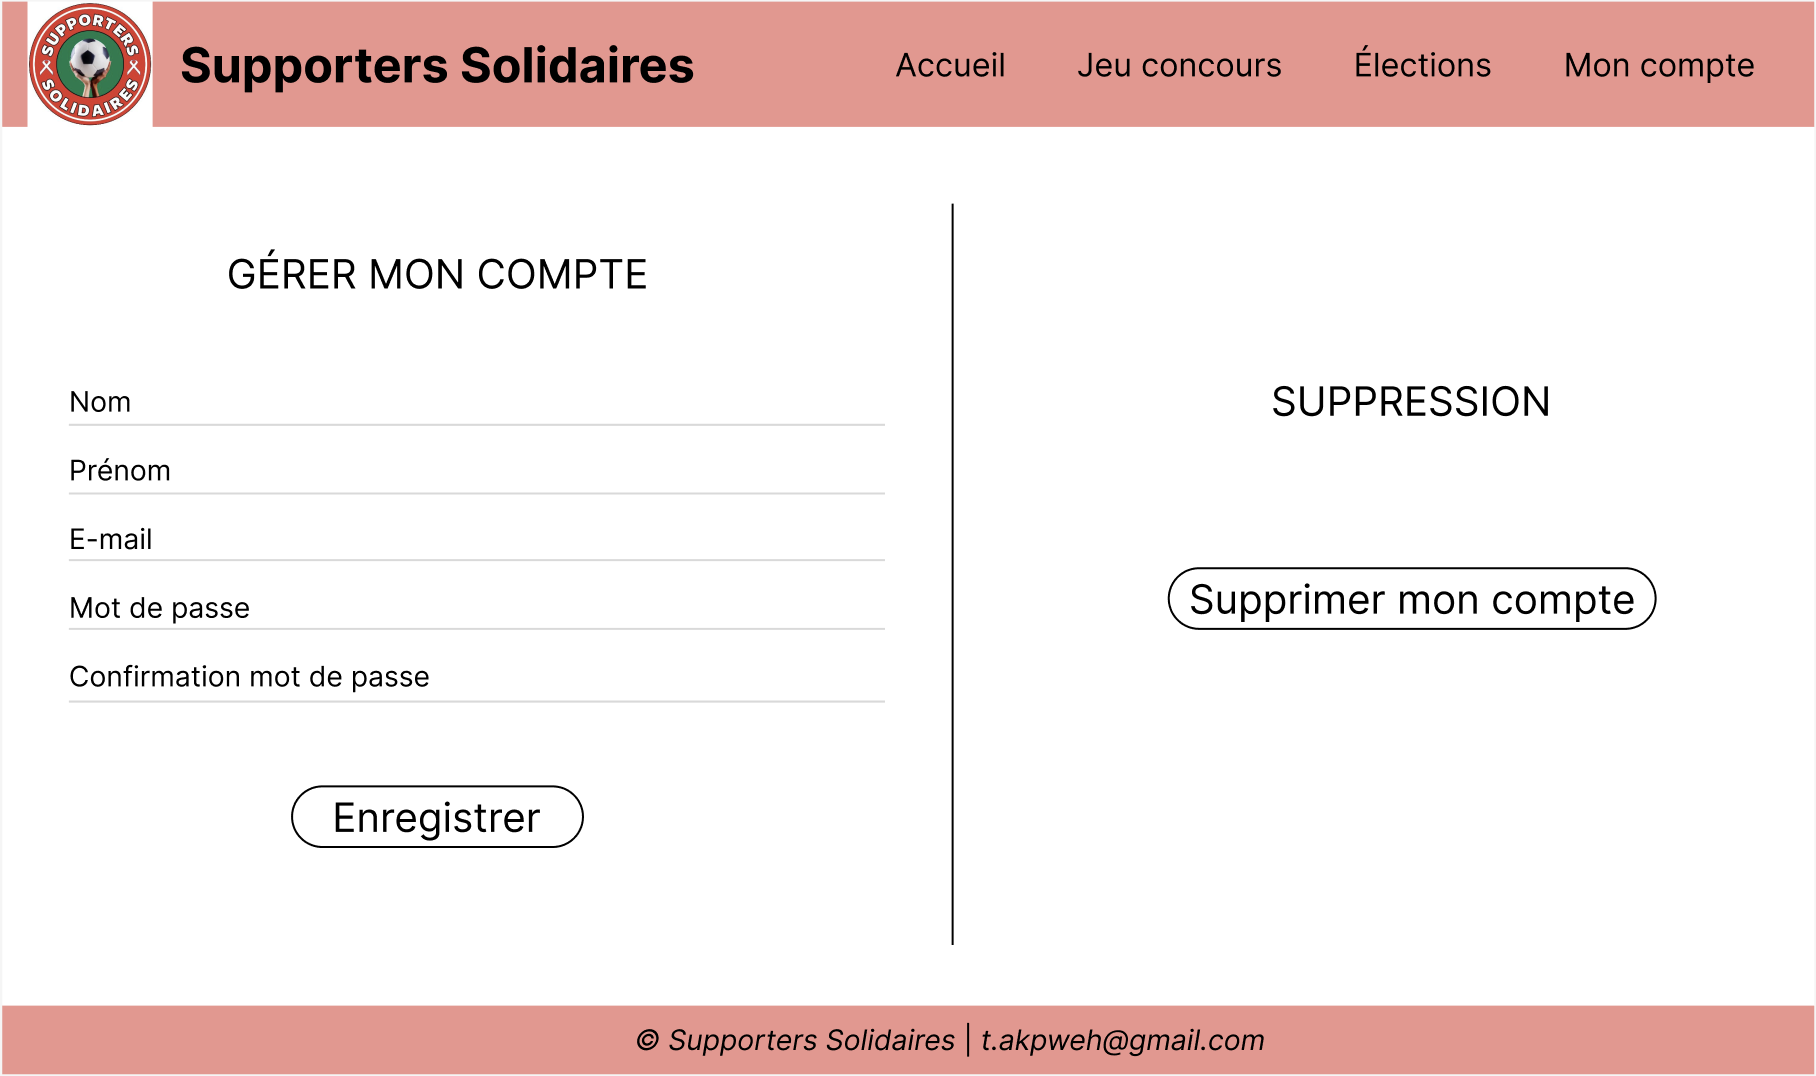 SUPPORTERS
SOLIDAIRES
Supporters Solidaires
Accueil
Jeu concours
Élections
Mon compte
GÉRER MON COMPTE
Nom
Prénom
E-mail
Mot de passe
Confirmation mot de passe
Enregistrer
SUPPRESSION
Supprimer mon compte
© Supporters Solidaires | t.akpweh@gmail.com